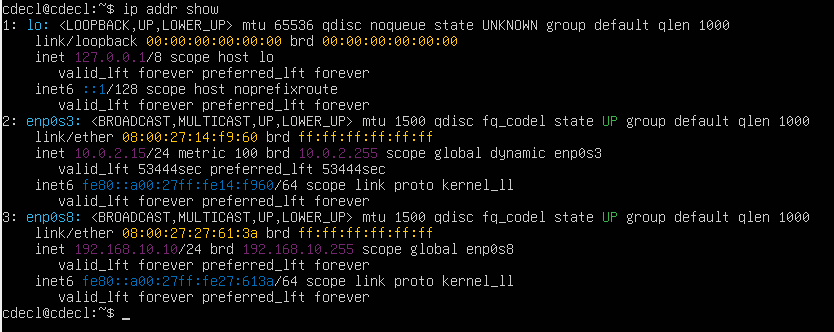 cdecl@cdecl:~$ ip addr show
1: lo: <LOOPBACK,UP,LOWER_UP> mtu 65536 qdisc noqueue state UNKNOWN group default qlen 1000
    link/loopback 00:00:00:00:00:00 brd 00:00:00:00:00:00
    inet 127.0.0.1/8 scope host lo
       valid_lft forever preferred_lft forever
    inet6 ::1/128 scope host noprefixroute
       valid_lft forever preferred_lft forever
2: enp0s3: <BROADCAST,MULTICAST,UP,LOWER_UP> mtu 1500 qdisc fq_codel state UP group default qlen 1000
    link/ether 08:00:27:14:f9:60 brd ff:ff:ff:ff:ff:ff
    inet 10.0.2.15/24 metric 100 brd 10.0.2.255 scope global dynamic enp0s3
       valid_lft 53444sec preferred_lft 53444sec
    inet6 fe80::a00:27ff:fe14:f960/64 scope link proto kernel_ll
       valid_lft forever preferred_lft forever
3: enp0s8: <BROADCAST,MULTICAST,UP,LOWER_UP> mtu 1500 qdisc fq_codel state UP group default qlen 1000
    link/ether 08:00:27:27:61:3a brd ff:ff:ff:ff:ff:ff
    inet 192.168.10.10/24 brd 192.168.10.255 scope global enp0s8
       valid_lft forever preferred_lft forever
    inet6 fe80::a00:27ff:fe27:613a/64 scope link proto kernel_ll
       valid_lft forever preferred_lft forever
cdecl@cdecl:~$ _